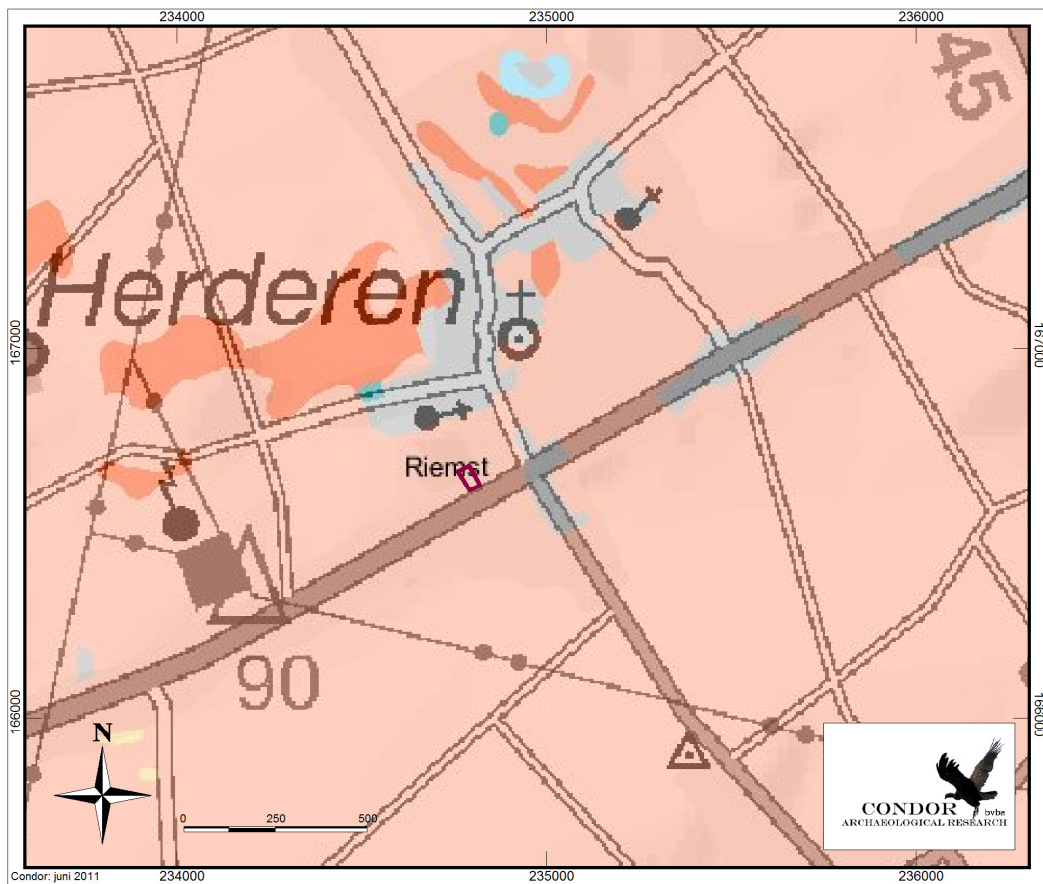 234000 235000 236000
45
Herderen
167000 167000
Riemst
90
166000 166000
N
0 250 500
CONDOR bvba
ARCHAEOLOGICAL RESEARCH
Condor: juni 2011
234000 235000 236000